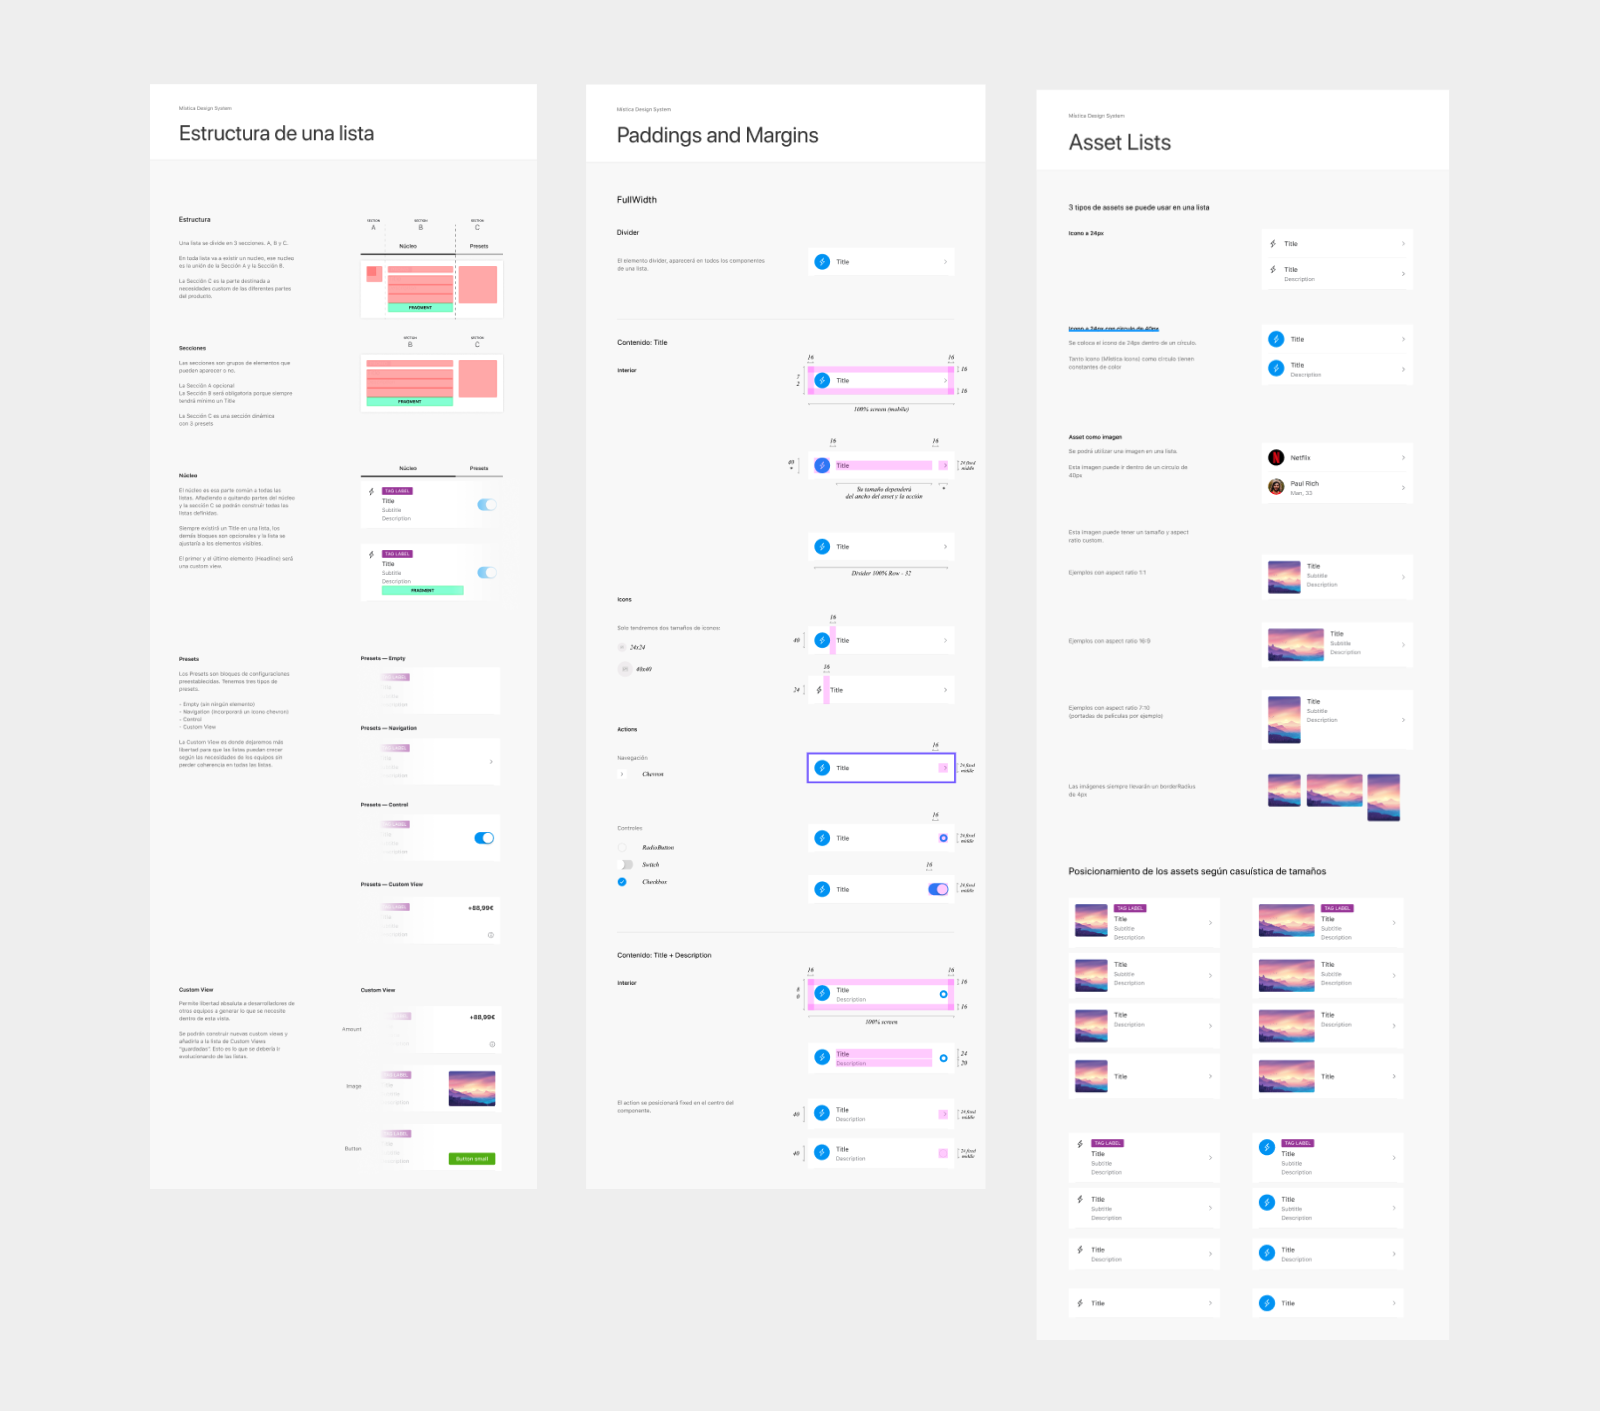 Mística Design System
Estructura de una lista
Estructura
Una lista se divide en 3 secciones. A, B y C.
En toda lista va a existir un nucleo, ese nucleo
es la unión de la Sección A y la Sección B.
La Sección C es la parte destinada a
necesidades custom de las diferentes partes
del producto.
SECTION
A
SECTION
B
SECTION
C
Núcleo
Presets
FRAGMENT
Secciones
Las secciones son grupos de elementos que
puedan aparecer o no.
La Sección A opcional
La Sección B será obligatoria porque siempre
tendrá mínimo un Title
La Sección C es una sección dinámica
con 3 presets
SECTION
B
SECTION
C
FRAGMENT
Núcleo
El núcleo es esa parte común a todas las
listas. Añadiendo o quitando partes del núcleo
y la sección C se podrán construir todas las
listas definidas.
Siempre existirá un Title en una lista, los
demás bloques son opcionales y la lista se
ajustaría a los elementos visibles.
El primer y el último elemento (Headline) será
una custom view.
Núcleo
Presets
TAG LABEL
Title
Subtitle
Description
TAG LABEL
Title
Subtitle
Description
FRAGMENT
Presets
Los Presets son bloques de configuraciones
preestablecidas. Tenemos tres tipos de
presets.
- Empty (sin ningún elemento)
- Navigation (incorporará un icono chevron)
- Control
- Custom View
La Custom View es donde dejaremos más
libertad para que las listas puedan crecer
según las necesidades de los equipos sin
perder coherencia en todas las listas.
Presets — Empty
Presets — Navigation
Presets — Control
Presets — Custom View
+88,99€
Custom View
Permite libertad absoluta a desarrolladores de
otros equipos a generar lo que se necesite
dentro de esta vista.
Se podrán construir nuevas custom views y
añadirla a la lista de Custom Views
"guardadas". Esto es lo que se debería ir
evolucionando de las listas.
Custom View
Amount
+88,99€
Image
Button
Button small
Mística Design System
Paddings and Margins
FullWidth
Divider
El elemento divider, aparecerá en todos los componentes
de una lista.
Title
Contenido: Title
Interior
16
16
72
Title
16
16
100% screen (mobile)
16
16
40
*
Title
24 fixed
middle
Su tamaño dependerá
del ancho del asset y la acción
*
Title
Divider 100% Row - 32
Icons
Solo tendremos dos tamaños de iconos:
24x24
40x40
16
40
Title
16
24
Title
Actions
Navegación
Chevron
16
Title
24 fixed
middle
Controles
RadioButton
Switch
Checkbox
16
Title
24 fixed
middle
16
Title
24 fixed
middle
Contenido: Title + Description
Interior
16
16
Title
Description
16
16
100% screen
Title
Description
24
20
El action se posicionará fixed en el centro del
componente.
40
Title
Description
24 fixed
middle
40
Title
Description
24 fixed
middle
Mística Design System
Asset Lists
3 tipos de assets se puede usar en una lista
Icono a 24px
Title
Title
Description
Icono a 24px con círculo de 40px
Se coloca el icono de 24px dentro de un círculo.
Tanto icono (Mística Icons) como círculo tienen
constantes de color
Title
Title
Description
Asset como imagen
Se podrá utilizar una imagen en una lista.
Esta imagen puede ir dentro de un círculo de
40px
Netflix
Paul Rich
Man, 33
Esta imagen puede tener un tamaño y aspect
ratio custom.
Ejemplos con aspect ratio 1:1
Title
Subtitle
Description
Ejemplos con aspect ratio 16:9
Title
Subtitle
Description
Ejemplos con aspect ratio 7:10
(portadas de películas por ejemplo)
Title
Subtitle
Description
Las imágenes siempre llevarán un borderRadius
de 4px
Posicionamiento de los assets según casuística de tamaños
TAG LABEL
Title
Subtitle
Description
TAG LABEL
Title
Subtitle
Description
Title
Subtitle
Description
Title
Subtitle
Description
Title
Description
Title
Description
Title
Title
TAG LABEL
Title
Subtitle
Description
TAG LABEL
Title
Subtitle
Description
Title
Subtitle
Description
Title
Subtitle
Description
Title
Description
Title
Description
Title
Title